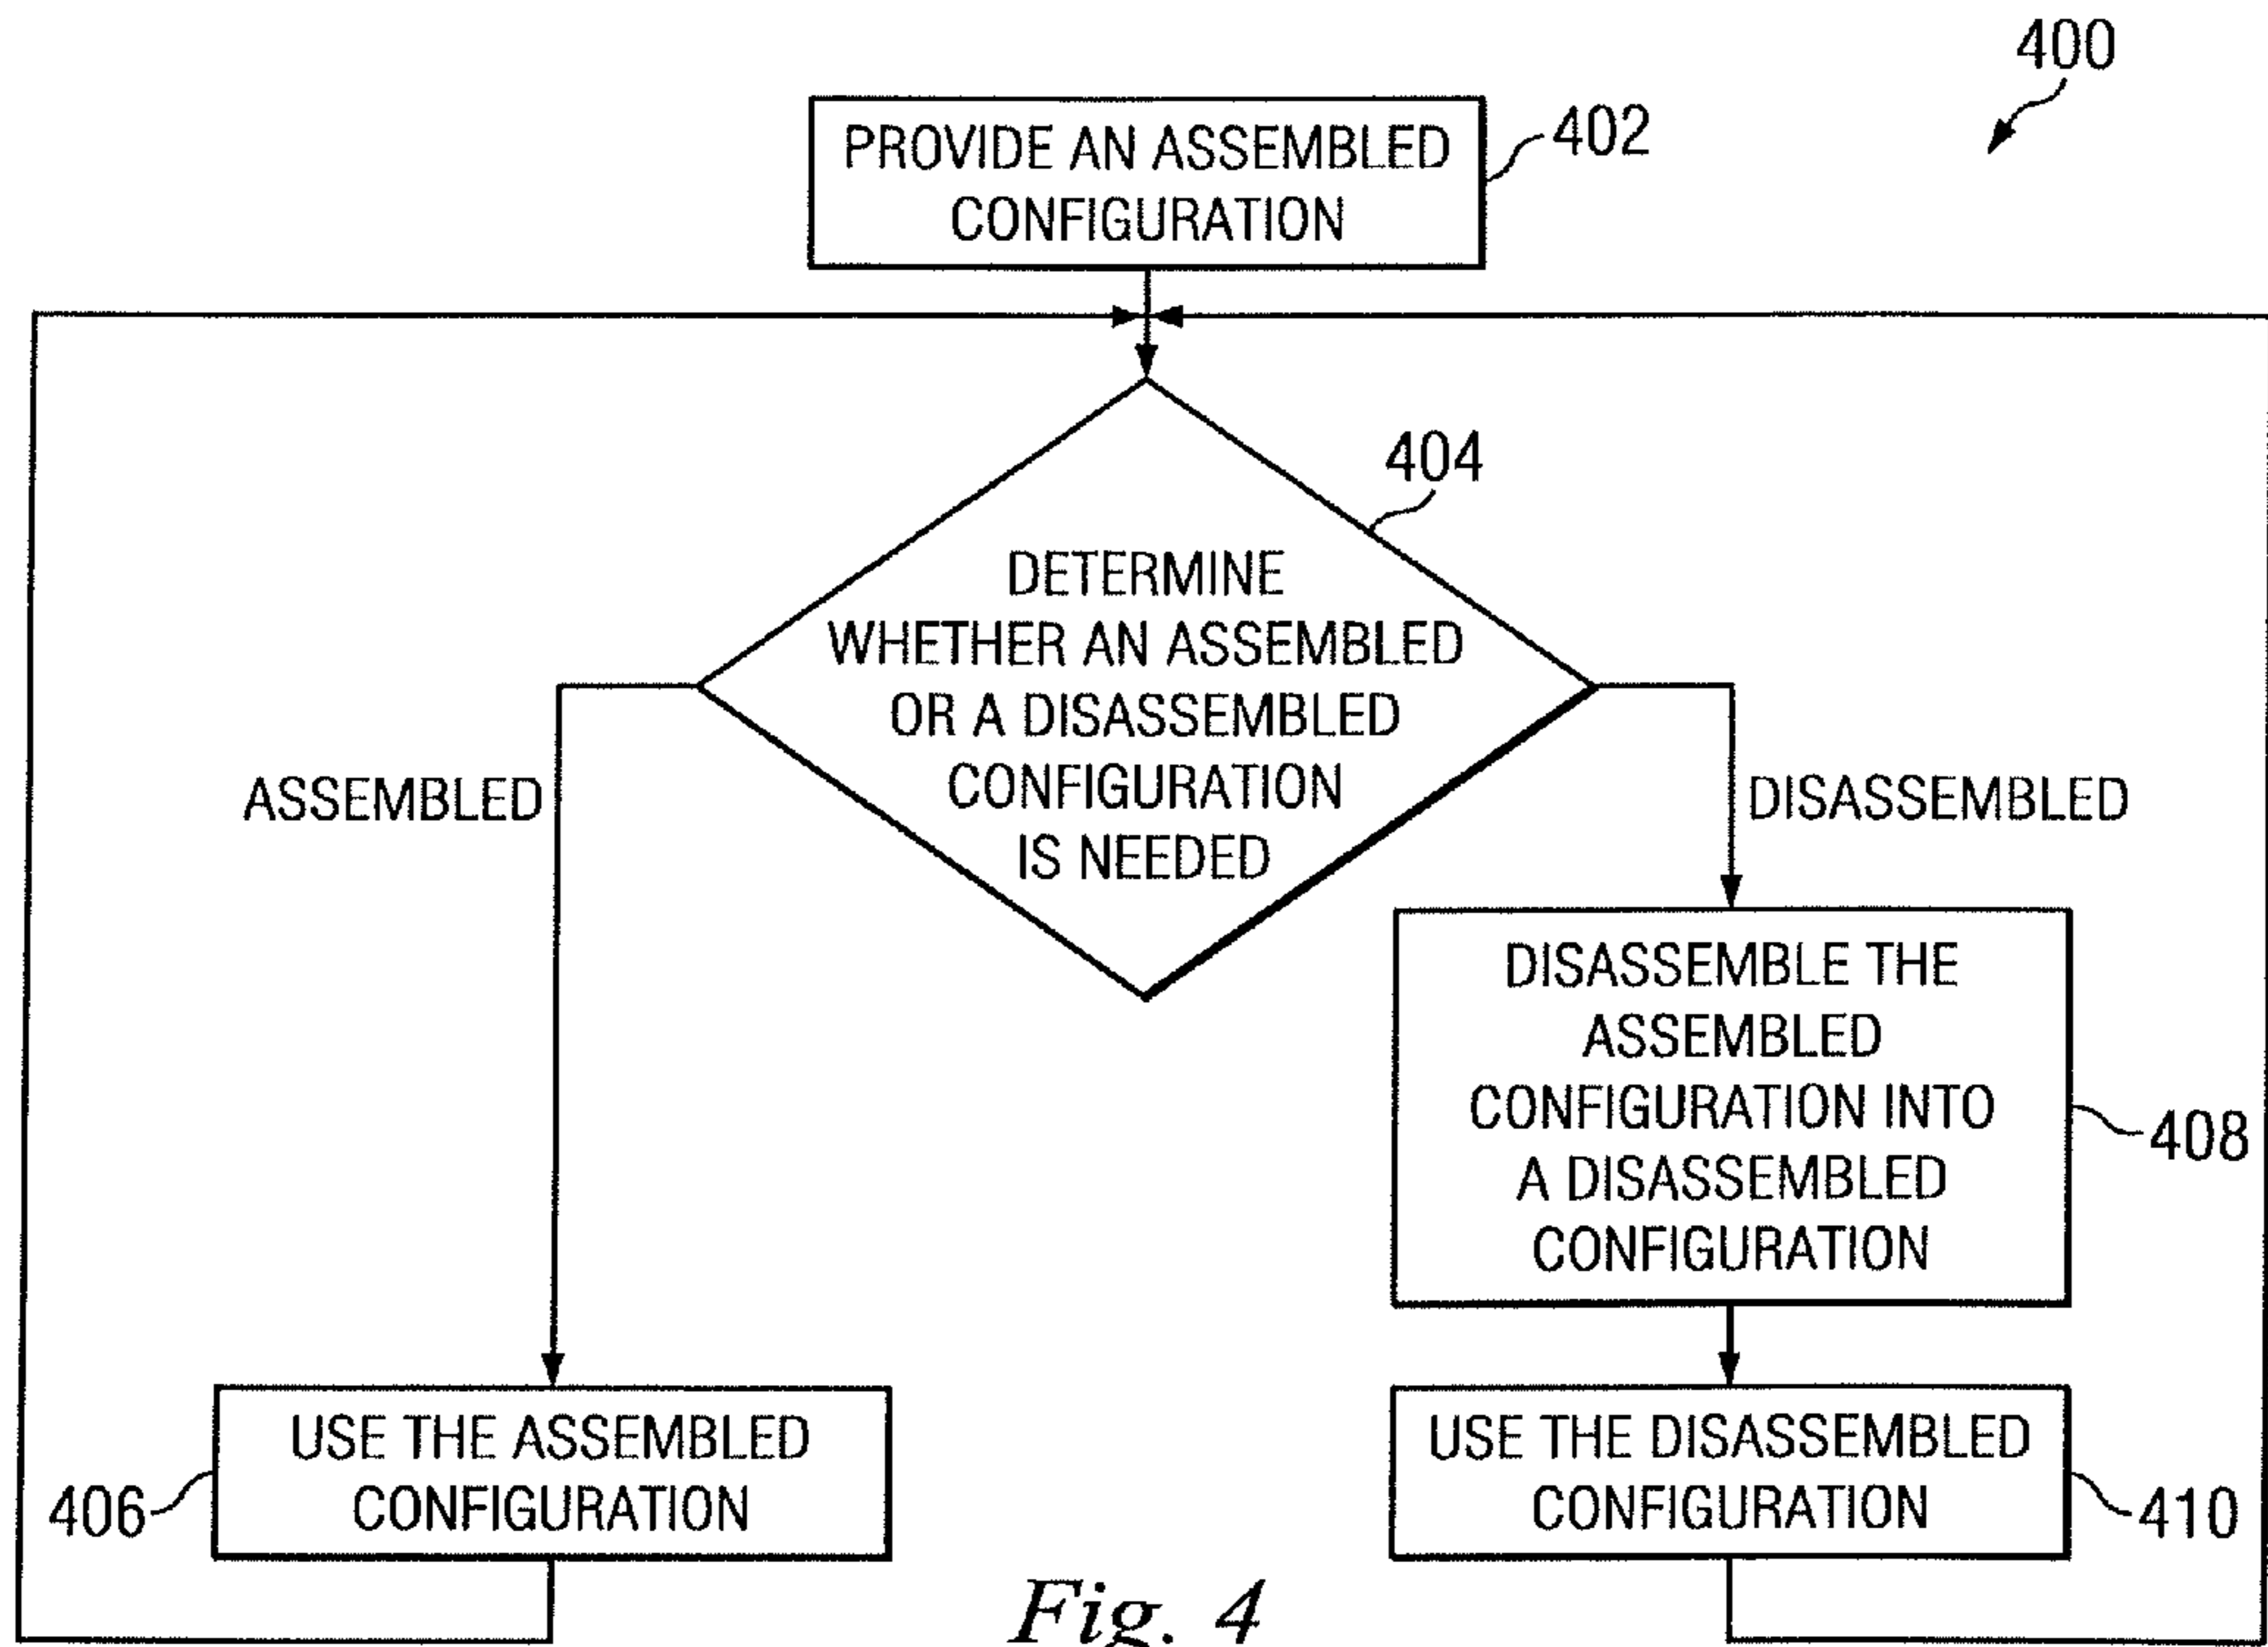 400
PROVIDE AN ASSEMBLED
CONFIGURATION
402
404
DETERMINE
WHETHER AN ASSEMBLED
OR A DISASSEMBLED
CONFIGURATION
IS NEEDED
ASSEMBLED
DISASSEMBLED
DISASSEMBLE THE
ASSEMBLED
CONFIGURATION INTO
A DISASSEMBLED
CONFIGURATION
408
USE THE ASSEMBLED
CONFIGURATION
406
USE THE DISASSEMBLED
CONFIGURATION
410
Fig. 4